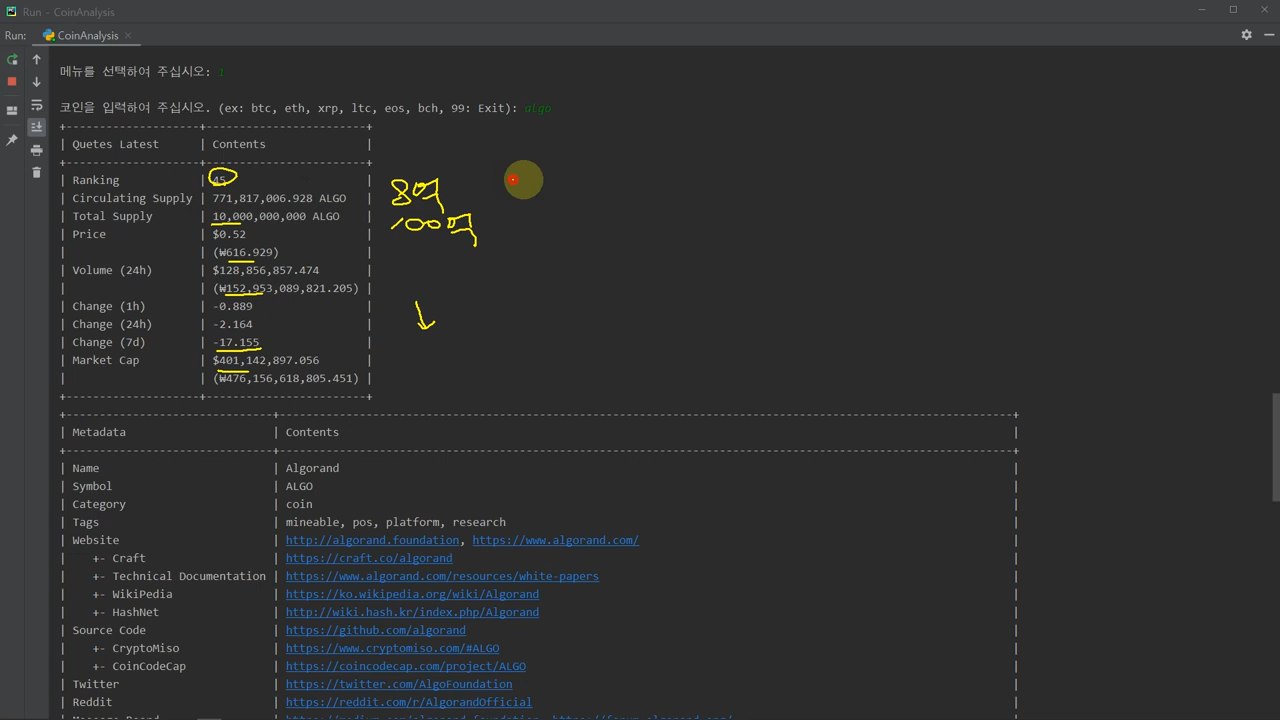 Run - CoinAnalysis
Run: CoinAnalysis
메뉴를 선택하여 주십시오: 1
코인을 입력하여 주십시오. (ex: btc, eth, xrp, ltc, eos, bch, 99: Exit): algo
| Quetes Latest | Contents |
| Ranking | 45 |
| Circulating Supply | 771,817,006.928 ALGO |
8억
| Total Supply | 10,000,000,000 ALGO |
100억
| Price | $0.52 |
| | (₩616.929) |
| Volume (24h) | $128,856,857.474 |
| | (₩152,953,089,821.205) |
| Change (1h) | -0.889 |
| Change (24h) | -2.164 |
| Change (7d) | -17.155 |
| Market Cap | $401,142,897.056 |
| | (₩476,156,618,805.451) |
| Metadata | Contents |
| Name | Algorand |
| Symbol | ALGO |
| Category | coin |
| Tags | mineable, pos, platform, research |
| Website | http://algorand.foundation, https://www.algorand.com/ |
| +- Craft | https://craft.co/algorand |
| +- Technical Documentation | https://www.algorand.com/resources/white-papers |
| +- WikiPedia | https://ko.wikipedia.org/wiki/Algorand |
| +- HashNet | http://wiki.hash.kr/index.php/Algorand |
| Source Code | https://github.com/algorand |
| +- CryptoMiso | https://www.cryptomiso.com/#ALGO |
| +- CoinCodeCap | https://coincodecap.com/project/ALGO |
| Twitter | https://twitter.com/AlgoFoundation |
| Reddit | https://reddit.com/r/AlgorandOfficial |